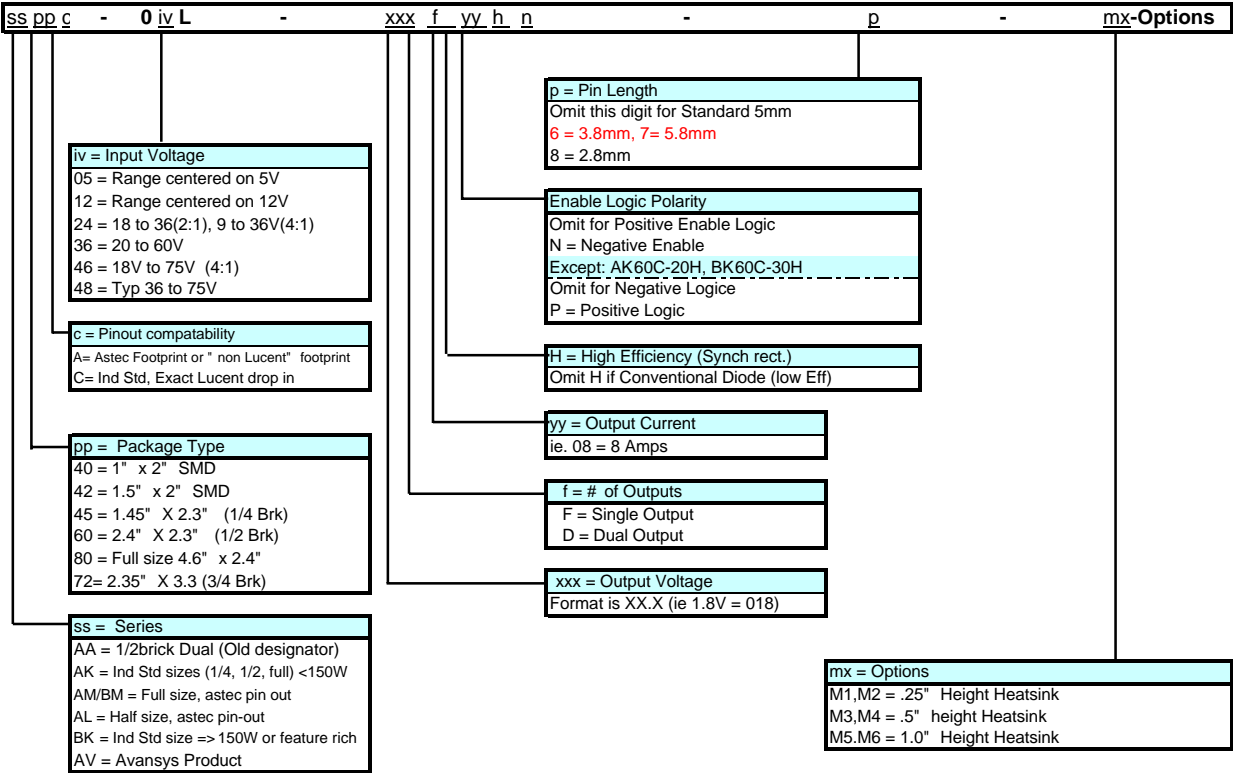 ss pp c - 0 iv L - xxx f yy h n - p - mx-Options
p = Pin Length
Omit this digit for Standard 5mm
6 = 3.8mm, 7= 5.8mm
8 = 2.8mm
iv = Input Voltage
05 = Range centered on 5V
12 = Range centered on 12V
24 = 18 to 36(2:1), 9 to 36V(4:1)
36 = 20 to 60V
46 = 18V to 75V (4:1)
48 = Typ 36 to 75V
Enable Logic Polarity
Omit for Positive Enable Logic
N = Negative Enable
Except: AK60C-20H, BK60C-30H
Omit for Negative Logice
P = Positive Logic
c = Pinout compatability
A= Astec Footprint or " non Lucent" footprint
C= Ind Std, Exact Lucent drop in
H = High Efficiency (Synch rect.)
Omit H if Conventional Diode (low Eff)
yy = Output Current
ie. 08 = 8 Amps
pp = Package Type
40 = 1" x 2" SMD
42 = 1.5" x 2" SMD
45 = 1.45" X 2.3" (1/4 Brk)
60 = 2.4" X 2.3" (1/2 Brk)
80 = Full size 4.6" x 2.4"
72= 2.35" X 3.3 (3/4 Brk)
f = # of Outputs
F = Single Output
D = Dual Output
xxx = Output Voltage
Format is XX.X (ie 1.8V = 018)
ss = Series
AA = 1/2brick Dual (Old designator)
AK = Ind Std sizes (1/4, 1/2, full) <150W
AM/BM = Full size, astec pin out
AL = Half size, astec pin-out
BK = Ind Std size => 150W or feature rich
AV = Avansys Product
mx = Options
M1,M2 = .25" Height Heatsink
M3,M4 = .5" height Heatsink
M5.M6 = 1.0" Height Heatsink